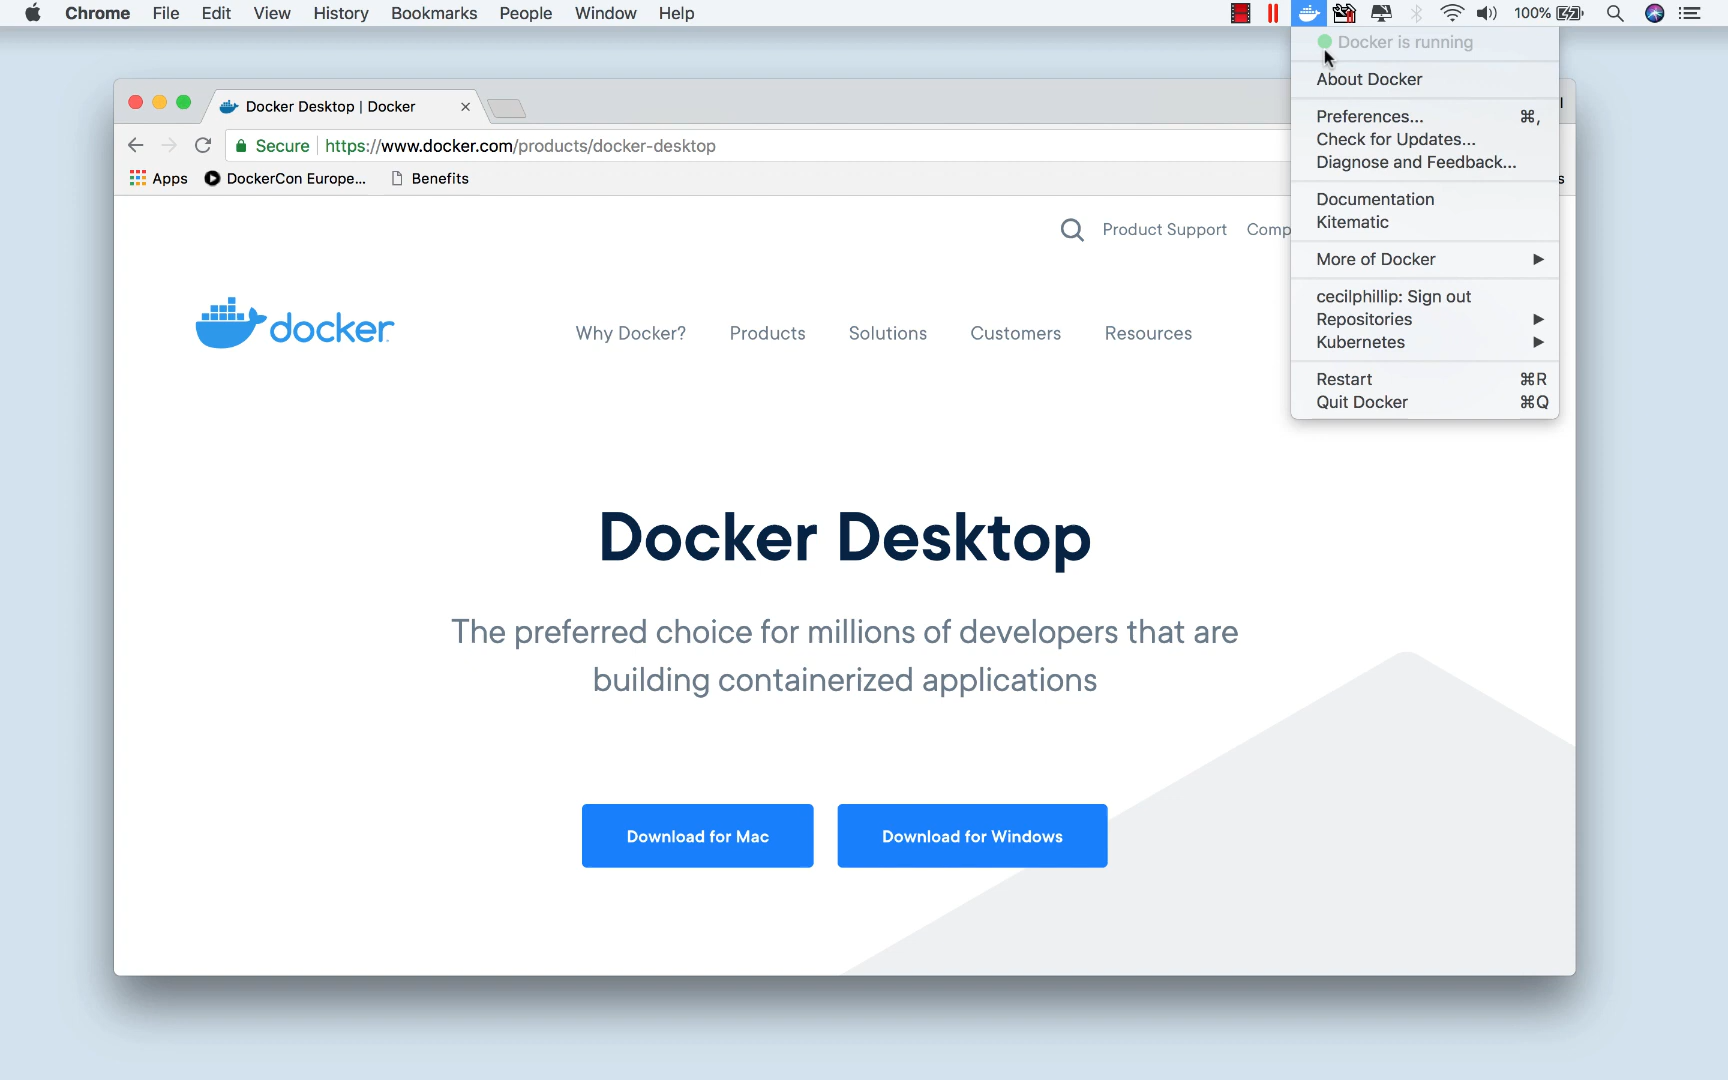 Chrome File Edit View History Bookmarks People Window Help 100%
Docker is running
About Docker
Preferences... ⌘,
Check for Updates...
Diagnose and Feedback...
Documentation
Kitematic
More of Docker
cecilphillip: Sign out
Repositories
Kubernetes
Restart ⌘R
Quit Docker ⌘Q
Docker Desktop | Docker
Secure https://www.docker.com/products/docker-desktop
Apps DockerCon Europe... Benefits
Product Support Comp
docker
Why Docker? Products Solutions Customers Resources
Docker Desktop
The preferred choice for millions of developers that are
building containerized applications
Download for Mac Download for Windows